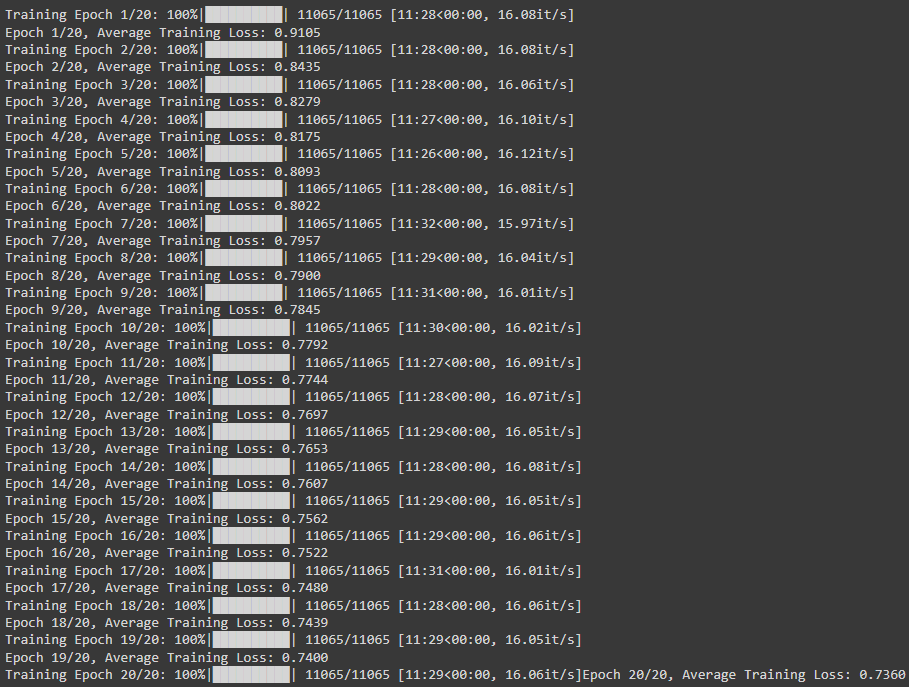 Training Epoch 1/20: 100%|██████████| 11065/11065 [11:28<00:00, 16.08it/s]
Epoch 1/20, Average Training Loss: 0.9105
Training Epoch 2/20: 100%|██████████| 11065/11065 [11:28<00:00, 16.08it/s]
Epoch 2/20, Average Training Loss: 0.8435
Training Epoch 3/20: 100%|██████████| 11065/11065 [11:28<00:00, 16.06it/s]
Epoch 3/20, Average Training Loss: 0.8279
Training Epoch 4/20: 100%|██████████| 11065/11065 [11:27<00:00, 16.10it/s]
Epoch 4/20, Average Training Loss: 0.8175
Training Epoch 5/20: 100%|██████████| 11065/11065 [11:26<00:00, 16.12it/s]
Epoch 5/20, Average Training Loss: 0.8093
Training Epoch 6/20: 100%|██████████| 11065/11065 [11:28<00:00, 16.08it/s]
Epoch 6/20, Average Training Loss: 0.8022
Training Epoch 7/20: 100%|██████████| 11065/11065 [11:32<00:00, 15.97it/s]
Epoch 7/20, Average Training Loss: 0.7957
Training Epoch 8/20: 100%|██████████| 11065/11065 [11:29<00:00, 16.04it/s]
Epoch 8/20, Average Training Loss: 0.7900
Training Epoch 9/20: 100%|██████████| 11065/11065 [11:31<00:00, 16.01it/s]
Epoch 9/20, Average Training Loss: 0.7845
Training Epoch 10/20: 100%|██████████| 11065/11065 [11:30<00:00, 16.02it/s]
Epoch 10/20, Average Training Loss: 0.7792
Training Epoch 11/20: 100%|██████████| 11065/11065 [11:27<00:00, 16.09it/s]
Epoch 11/20, Average Training Loss: 0.7744
Training Epoch 12/20: 100%|██████████| 11065/11065 [11:28<00:00, 16.07it/s]
Epoch 12/20, Average Training Loss: 0.7697
Training Epoch 13/20: 100%|██████████| 11065/11065 [11:29<00:00, 16.05it/s]
Epoch 13/20, Average Training Loss: 0.7653
Training Epoch 14/20: 100%|██████████| 11065/11065 [11:28<00:00, 16.08it/s]
Epoch 14/20, Average Training Loss: 0.7607
Training Epoch 15/20: 100%|██████████| 11065/11065 [11:29<00:00, 16.05it/s]
Epoch 15/20, Average Training Loss: 0.7562
Training Epoch 16/20: 100%|██████████| 11065/11065 [11:29<00:00, 16.06it/s]
Epoch 16/20, Average Training Loss: 0.7522
Training Epoch 17/20: 100%|██████████| 11065/11065 [11:31<00:00, 16.01it/s]
Epoch 17/20, Average Training Loss: 0.7480
Training Epoch 18/20: 100%|██████████| 11065/11065 [11:28<00:00, 16.06it/s]
Epoch 18/20, Average Training Loss: 0.7439
Training Epoch 19/20: 100%|██████████| 11065/11065 [11:29<00:00, 16.05it/s]
Epoch 19/20, Average Training Loss: 0.7400
Training Epoch 20/20: 100%|██████████| 11065/11065 [11:29<00:00, 16.06it/s]Epoch 20/20, Average Training Loss: 0.7360